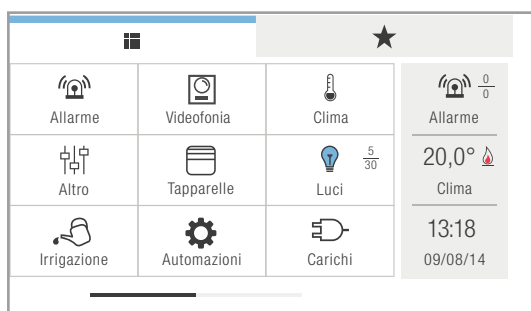 Allarme
Videofonia
Clima
0
0
Allarme
Altro
Tapparelle
5
30
Luci
20,0°
Clima
Irrigazione
Automazioni
Carichi
13:18
09/08/14